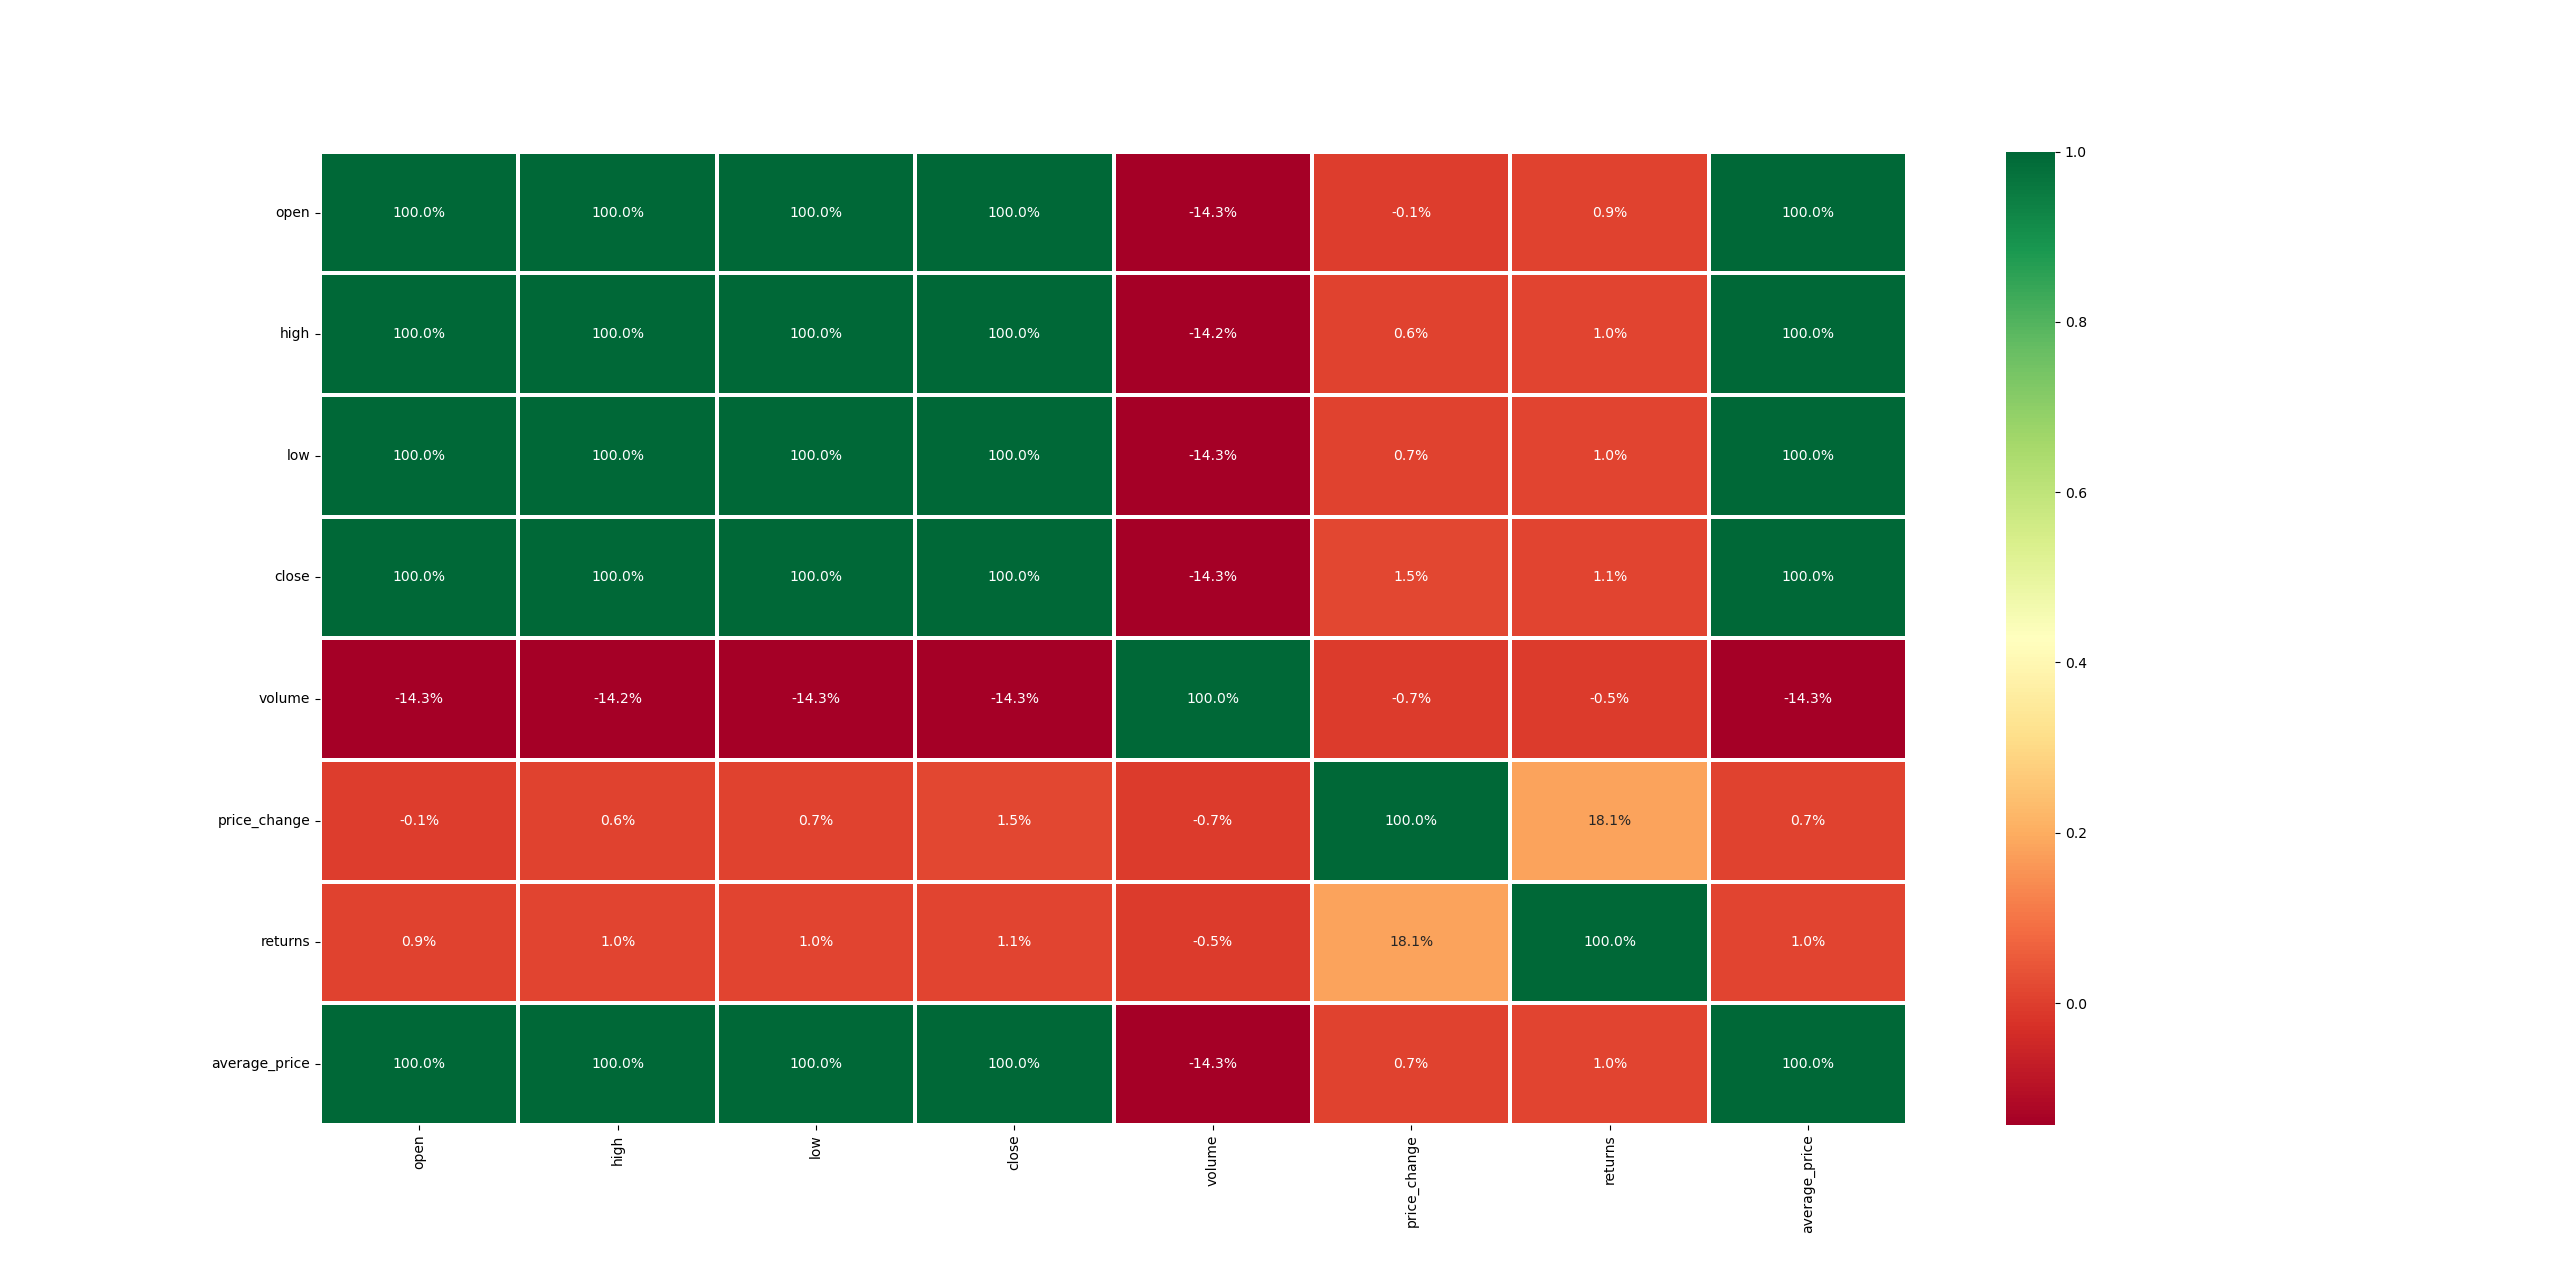 open 100.0% 100.0% 100.0% 100.0% -14.3% -0.1% 0.9% 100.0%
high 100.0% 100.0% 100.0% 100.0% -14.2% 0.6% 1.0% 100.0%
low 100.0% 100.0% 100.0% 100.0% -14.3% 0.7% 1.0% 100.0%
close 100.0% 100.0% 100.0% 100.0% -14.3% 1.5% 1.1% 100.0%
volume -14.3% -14.2% -14.3% -14.3% 100.0% -0.7% -0.5% -14.3%
price_change -0.1% 0.6% 0.7% 1.5% -0.7% 100.0% 18.1% 0.7%
returns 0.9% 1.0% 1.0% 1.1% -0.5% 18.1% 100.0% 1.0%
average_price 100.0% 100.0% 100.0% 100.0% -14.3% 0.7% 1.0% 100.0%
open high low close volume price_change returns average_price
1.0
0.8
0.6
0.4
0.2
0.0